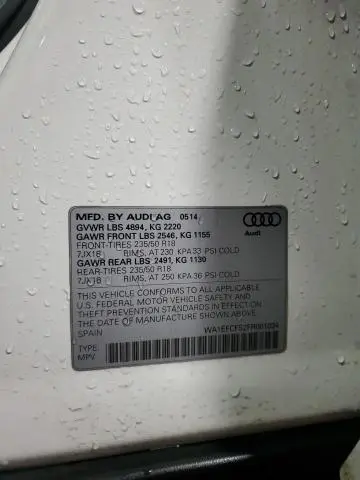 MFD. BY AUDI AG 0514
GVWR LBS 4894, KG 2220
GAWR FRONT LBS 2546, KG 1155
FRONT-TIRES 235/50 R18
7JX18 RIMS, AT 230 KPA 33 PSI COLD
GAWR REAR LBS 2491, KG 1130
REAR-TIRES 235/50 R18
7JX18 RIMS, AT 250 KPA 36 PSI COLD
Audi
THIS VEHICLE CONFORMS TO ALL APPLICABLE
U.S. FEDERAL MOTOR VEHICLE SAFETY AND
THEFT PREVENTION STANDARDS IN EFFECT ON
THE DATE OF MANUFACTURE SHOWN ABOVE.
SPAIN
WA1EFCFS2FR001034
TYPE:
MPV